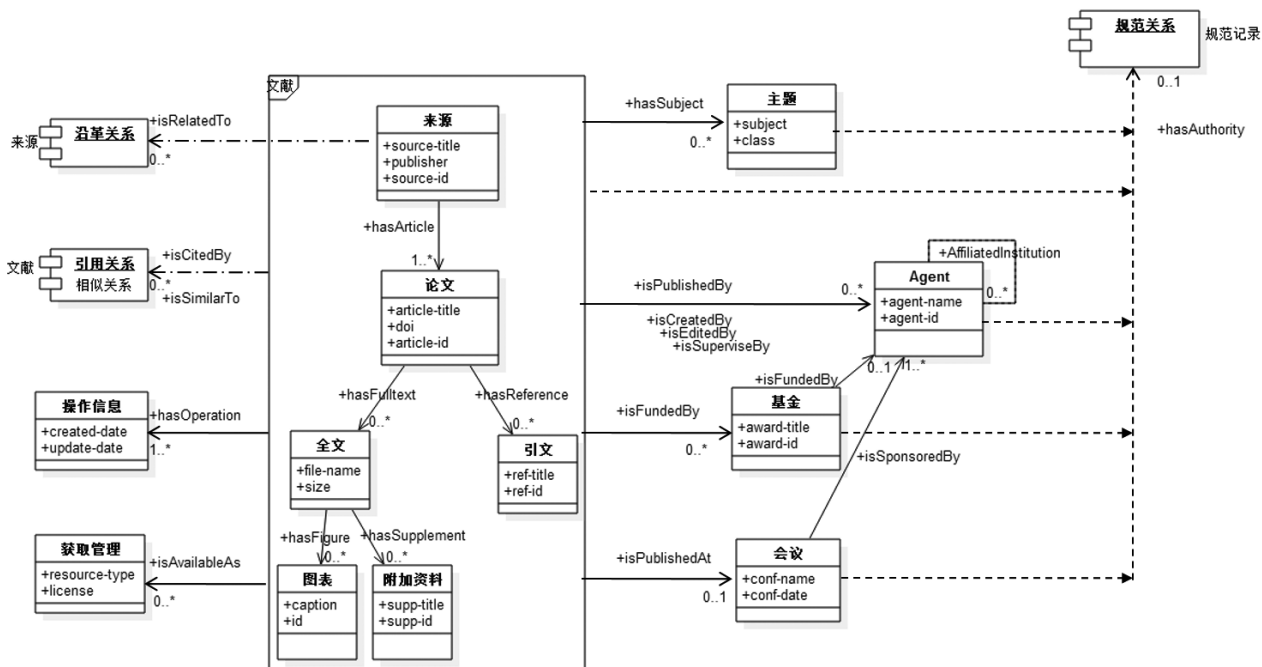 规范关系
规范记录
0..1
+hasAuthority
文献
来源
+source-title
+publisher
+source-id
+hasArticle
1..*
论文
+article-title
+doi
+article-id
+hasFulltext
0..*
+hasReference
0..*
全文
+file-name
+size
引文
+ref-title
+ref-id
+hasFigure
0..*
+hasSupplement
0..*
图表
+caption
+id
附加资料
+supp-title
+supp-id
来源
沿革关系
+isRelatedTo
0..*
文献
引用关系
相似关系
+isCitedBy
0..*
+isSimilarTo
操作信息
+created-date
+update-date
+hasOperation
1..*
获取管理
+resource-type
+license
+isAvailableAs
0..*
+hasSubject
0..*
主题
+subject
+class
+isPublishedBy
0..*
+isCreatedBy
+isEditedBy
+isSuperviseBy
+AffiliatedInstitution
0..*
Agent
+agent-name
+agent-id
0..1
1..*
+isFundedBy
+isFundedBy
0..*
基金
+award-title
+award-id
+isSponsoredBy
+isPublishedAt
0..1
会议
+conf-name
+conf-date